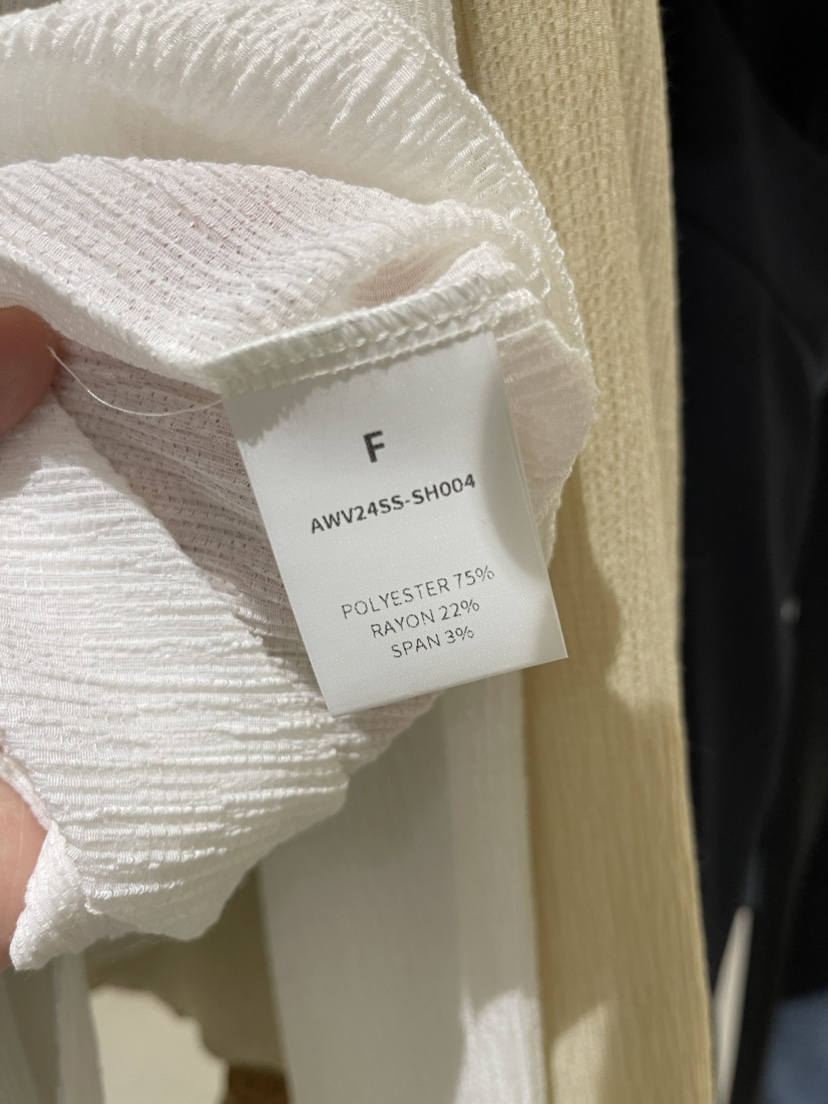 F
AWV24SS-SH004
POLYESTER 75%
RAYON 22%
SPAN 3%